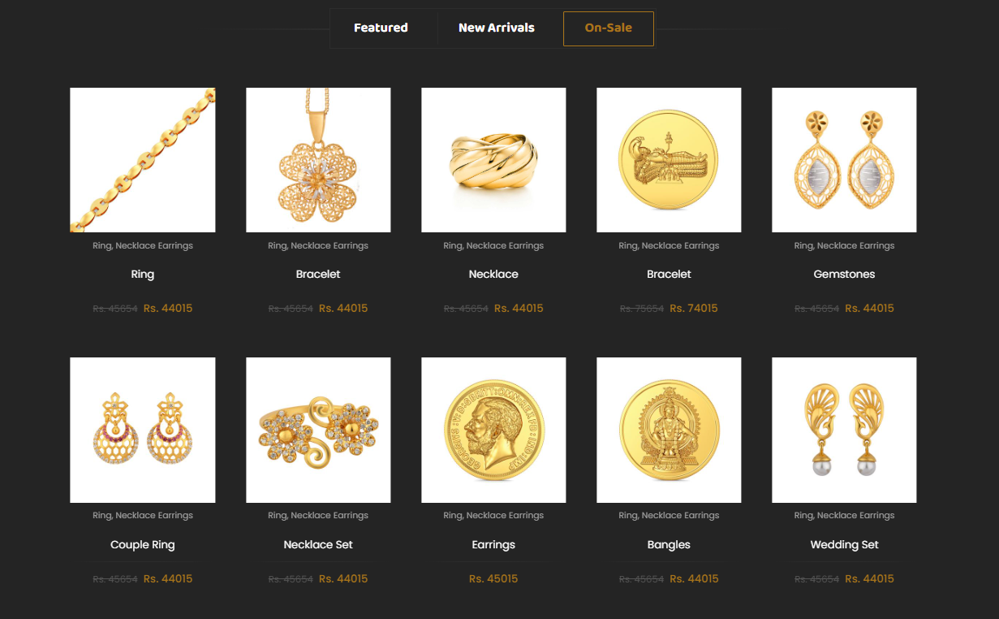 Featured New Arrivals On-Sale
Ring, Necklace Earrings Ring, Necklace Earrings Ring, Necklace Earrings Ring, Necklace Earrings Ring, Necklace Earrings
Ring Bracelet Necklace Bracelet Gemstones
Rs. 45654 Rs. 44015 Rs. 45654 Rs. 44015 Rs. 45654 Rs. 44015 Rs. 75654 Rs. 74015 Rs. 45654 Rs. 44015
Ring, Necklace Earrings Ring, Necklace Earrings Ring, Necklace Earrings Ring, Necklace Earrings Ring, Necklace Earrings
Couple Ring Necklace Set Earrings Bangles Wedding Set
Rs. 45654 Rs. 44015 Rs. 45654 Rs. 44015 Rs. 45015 Rs. 45654 Rs. 44015 Rs. 45654 Rs. 44015